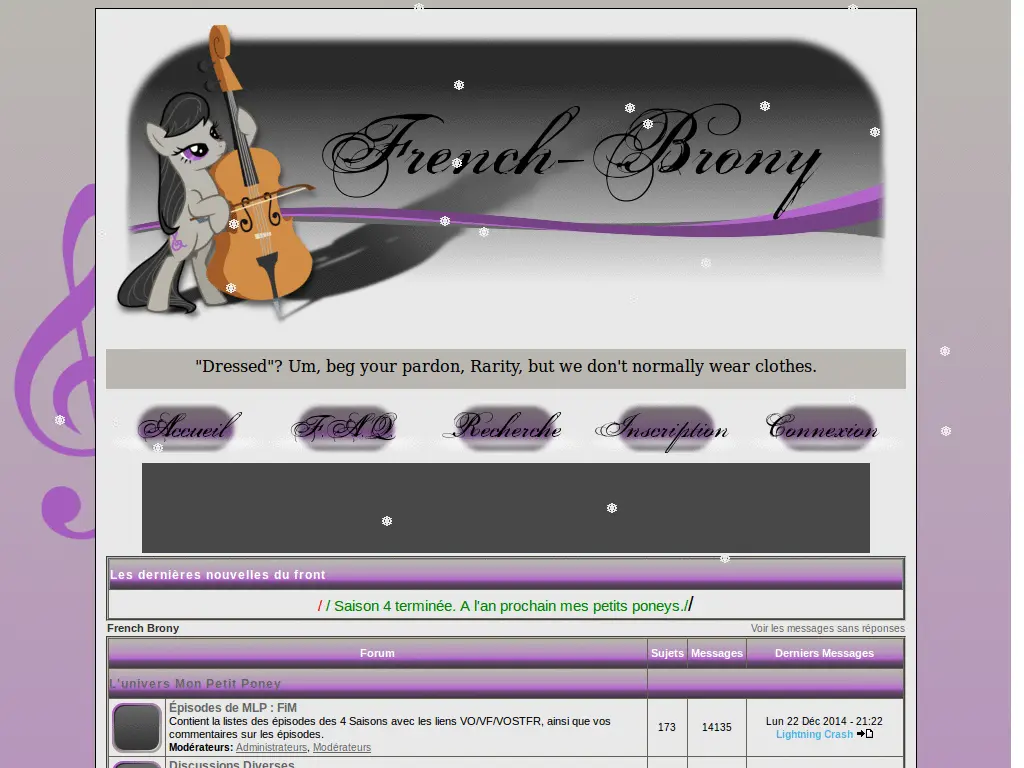 French-Brony
"Dressed"? Um, beg your pardon, Rarity, but we don't normally wear clothes.
Accueil F.A.Q Recherche Inscription Connexion
Les dernières nouvelles du front
/ / Saison 4 terminée. A l'an prochain mes petits poneys.//
French Brony Voir les messages sans réponses
Forum Sujets Messages Derniers Messages
L'univers Mon Petit Poney
Épisodes de MLP : FiM
Contient la listes des épisodes des 4 Saisons avec les liens VO/VF/VOSTFR, ainsi que vos
commentaires sur les épisodes.
Modérateurs: Administrateurs, Modérateurs
173 14135 Lun 22 Déc 2014 - 21:22
Lightning Crash
Discussions Diverses